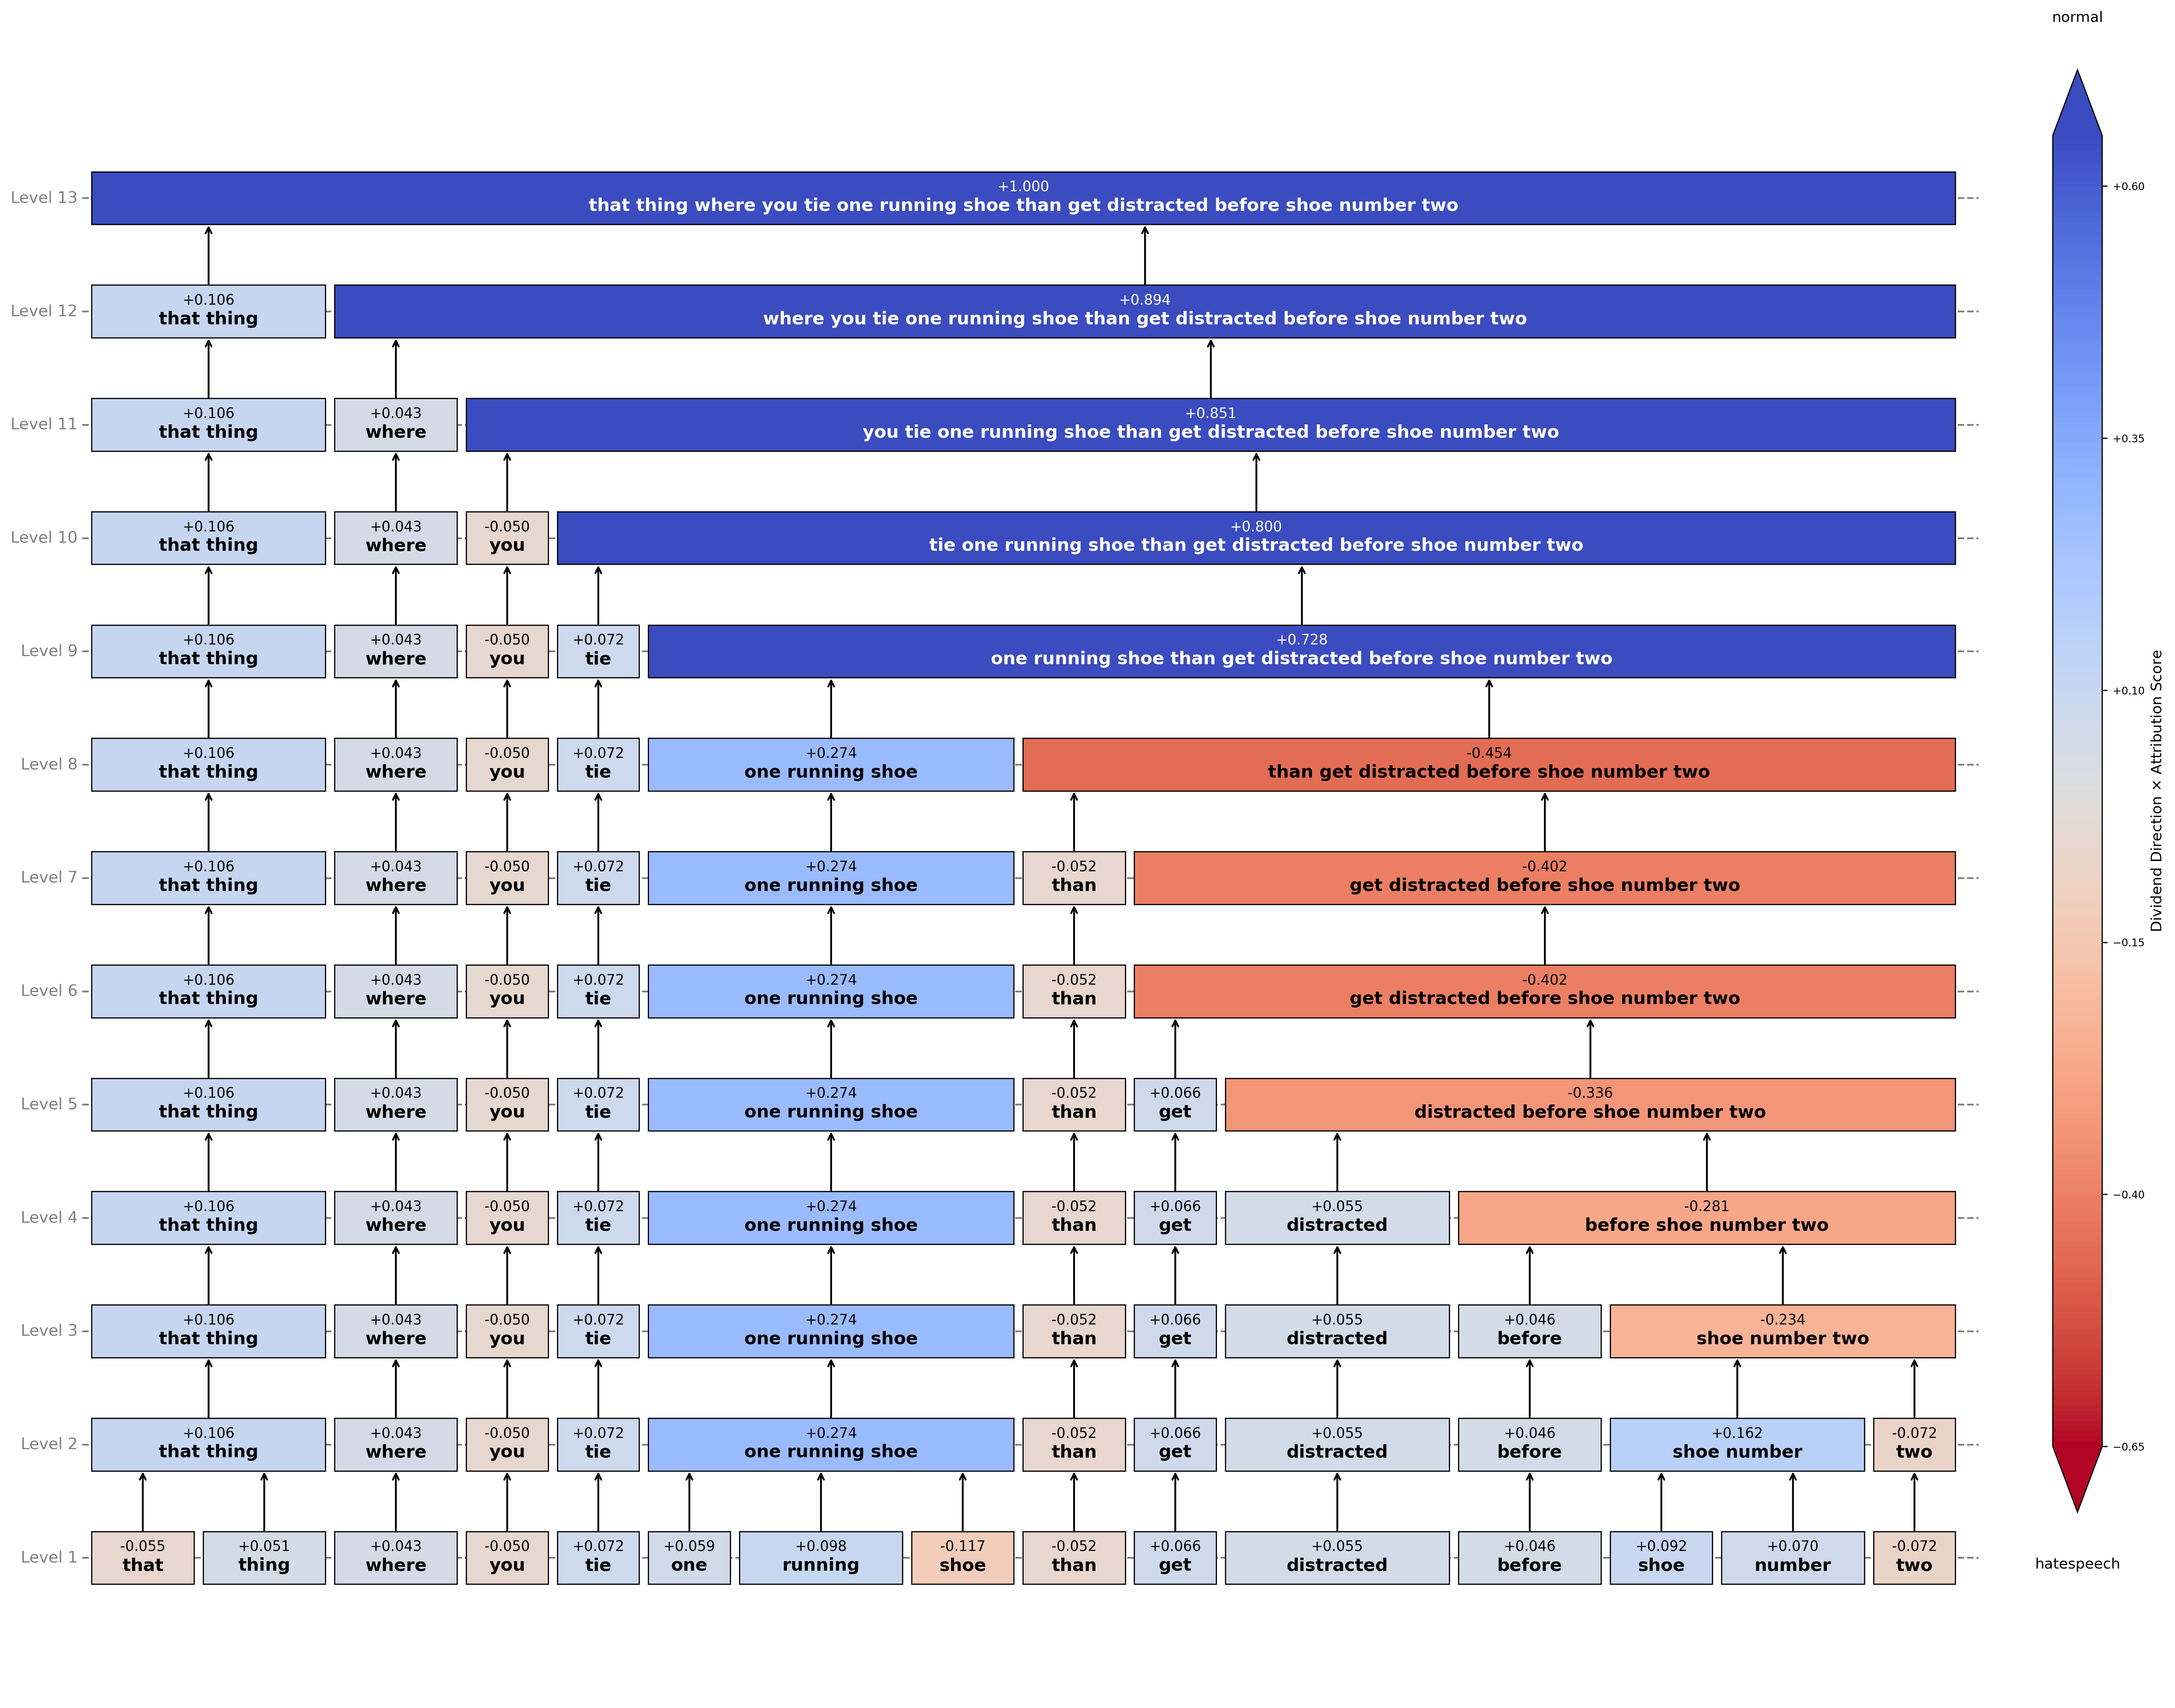 normal
Level 13
+1.000
that thing where you tie one running shoe than get distracted before shoe number two
Level 12
+0.106
that thing
+0.894
where you tie one running shoe than get distracted before shoe number two
Level 11
+0.106
that thing
+0.043
where
+0.851
you tie one running shoe than get distracted before shoe number two
Level 10
+0.106
that thing
+0.043
where
-0.050
you
+0.800
tie one running shoe than get distracted before shoe number two
Level 9
+0.106
that thing
+0.043
where
-0.050
you
+0.072
tie
+0.728
one running shoe than get distracted before shoe number two
Level 8
+0.106
that thing
+0.043
where
-0.050
you
+0.072
tie
+0.274
one running shoe
-0.454
than get distracted before shoe number two
Level 7
+0.106
that thing
+0.043
where
-0.050
you
+0.072
tie
+0.274
one running shoe
-0.052
than
-0.402
get distracted before shoe number two
Level 6
+0.106
that thing
+0.043
where
-0.050
you
+0.072
tie
+0.274
one running shoe
-0.052
than
-0.402
get distracted before shoe number two
Level 5
+0.106
that thing
+0.043
where
-0.050
you
+0.072
tie
+0.274
one running shoe
-0.052
than
+0.066
get
-0.336
distracted before shoe number two
Level 4
+0.106
that thing
+0.043
where
-0.050
you
+0.072
tie
+0.274
one running shoe
-0.052
than
+0.066
get
+0.055
distracted
-0.281
before shoe number two
Level 3
+0.106
that thing
+0.043
where
-0.050
you
+0.072
tie
+0.274
one running shoe
-0.052
than
+0.066
get
+0.055
distracted
+0.046
before
-0.234
shoe number two
Level 2
+0.106
that thing
+0.043
where
-0.050
you
+0.072
tie
+0.274
one running shoe
-0.052
than
+0.066
get
+0.055
distracted
+0.046
before
+0.162
shoe number
-0.072
two
Level 1
-0.055
that
+0.051
thing
+0.043
where
-0.050
you
+0.072
tie
+0.059
one
+0.098
running
-0.117
shoe
-0.052
than
+0.066
get
+0.055
distracted
+0.046
before
+0.092
shoe
+0.070
number
-0.072
two
+0.60
+0.35
+0.10
−0.15
−0.40
−0.65
Dividend Direction × Attribution Score
hatespeech